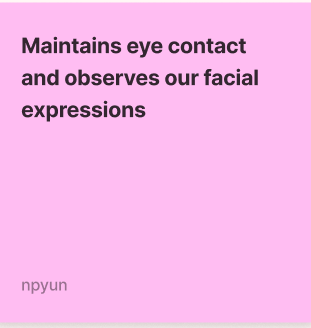 Maintains eye contact
and observes our facial
expressions
npyun